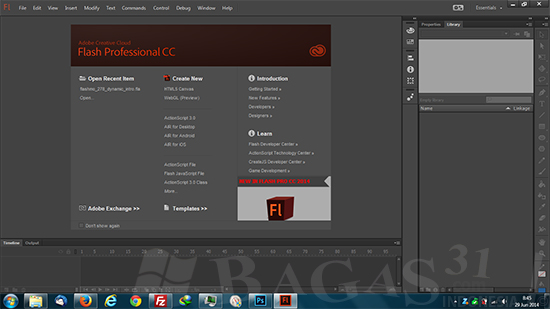 Fl File Edit View Insert Modify Text Commands Control Debug Window Help
Essentials
Properties Library
Adobe Creative Cloud
Flash Professional CC
Open Recent Item
Open...
Create New
HTML5 Canvas
WebGL (Preview)
ActionScript 3.0
AIR for Desktop
AIR for Android
AIR for iOS
ActionScript File
Flash JavaScript File
ActionScript 3.0 Class
More...
Introduction
Getting Started »
New Features »
Developers »
Designers »
Learn
Flash Developer Center »
ActionScript Technology Center »
CreateJS Developer Center »
Game Development »
Fl
Adobe Exchange >>
Templates >>
Don't show again
Name Linkage
Timeline Output
BAGAS31
8:45
29 Jun 2014